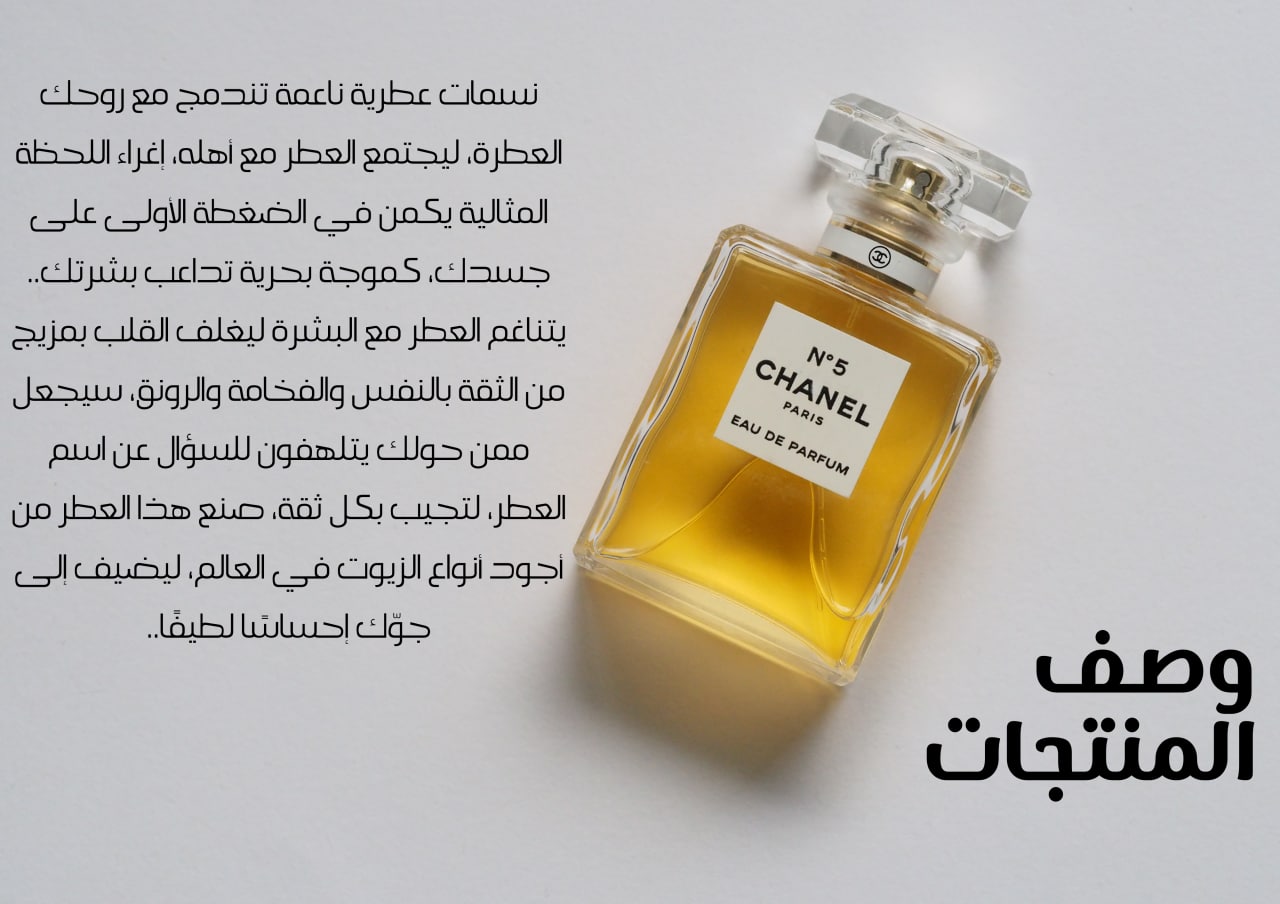 نسمات عطرية ناعمة تندمج مع روحك
العطرة، ليجتمع العطر مع أهله، إغراء اللحظة
المثالية يكمن في الضغطة الأولى على
جسدك، كموجة بحرية تداعب بشرتك..
يتناغم العطر مع البشرة ليغلف القلب بمزيج
من الثقة بالنفس والفخامة والرونق، سيجعل
ممن حولك يتلهفون للسؤال عن اسم
العطر، لتجيب بكل ثقة، صنع هذا العطر من
أجود أنواع الزيوت في العالم، ليضيف إلى
جوّك إحساسًا لطيفًا..
N°5
CHANEL
PARIS
EAU DE PARFUM
وصف
المنتجات